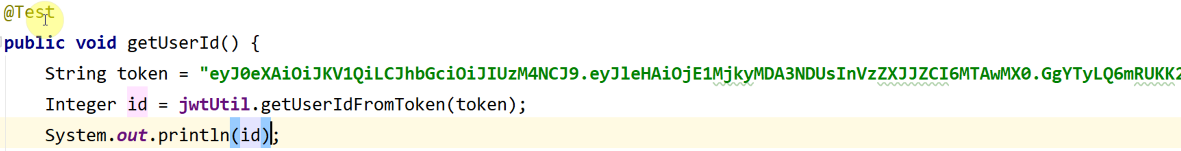 @Test
public void getUserId() {
    String token = "eyJ0eXAiOiJKV1QiLCJhbGciOiJIUzM4NCJ9.eyJleHAiOjE1MjkyMDA3NDUsInVzZXJJZCI6MTAwMX0.GgYTyLQ6mRUKK2
    Integer id = jwtUtil.getUserIdFromToken(token);
    System.out.println(id);